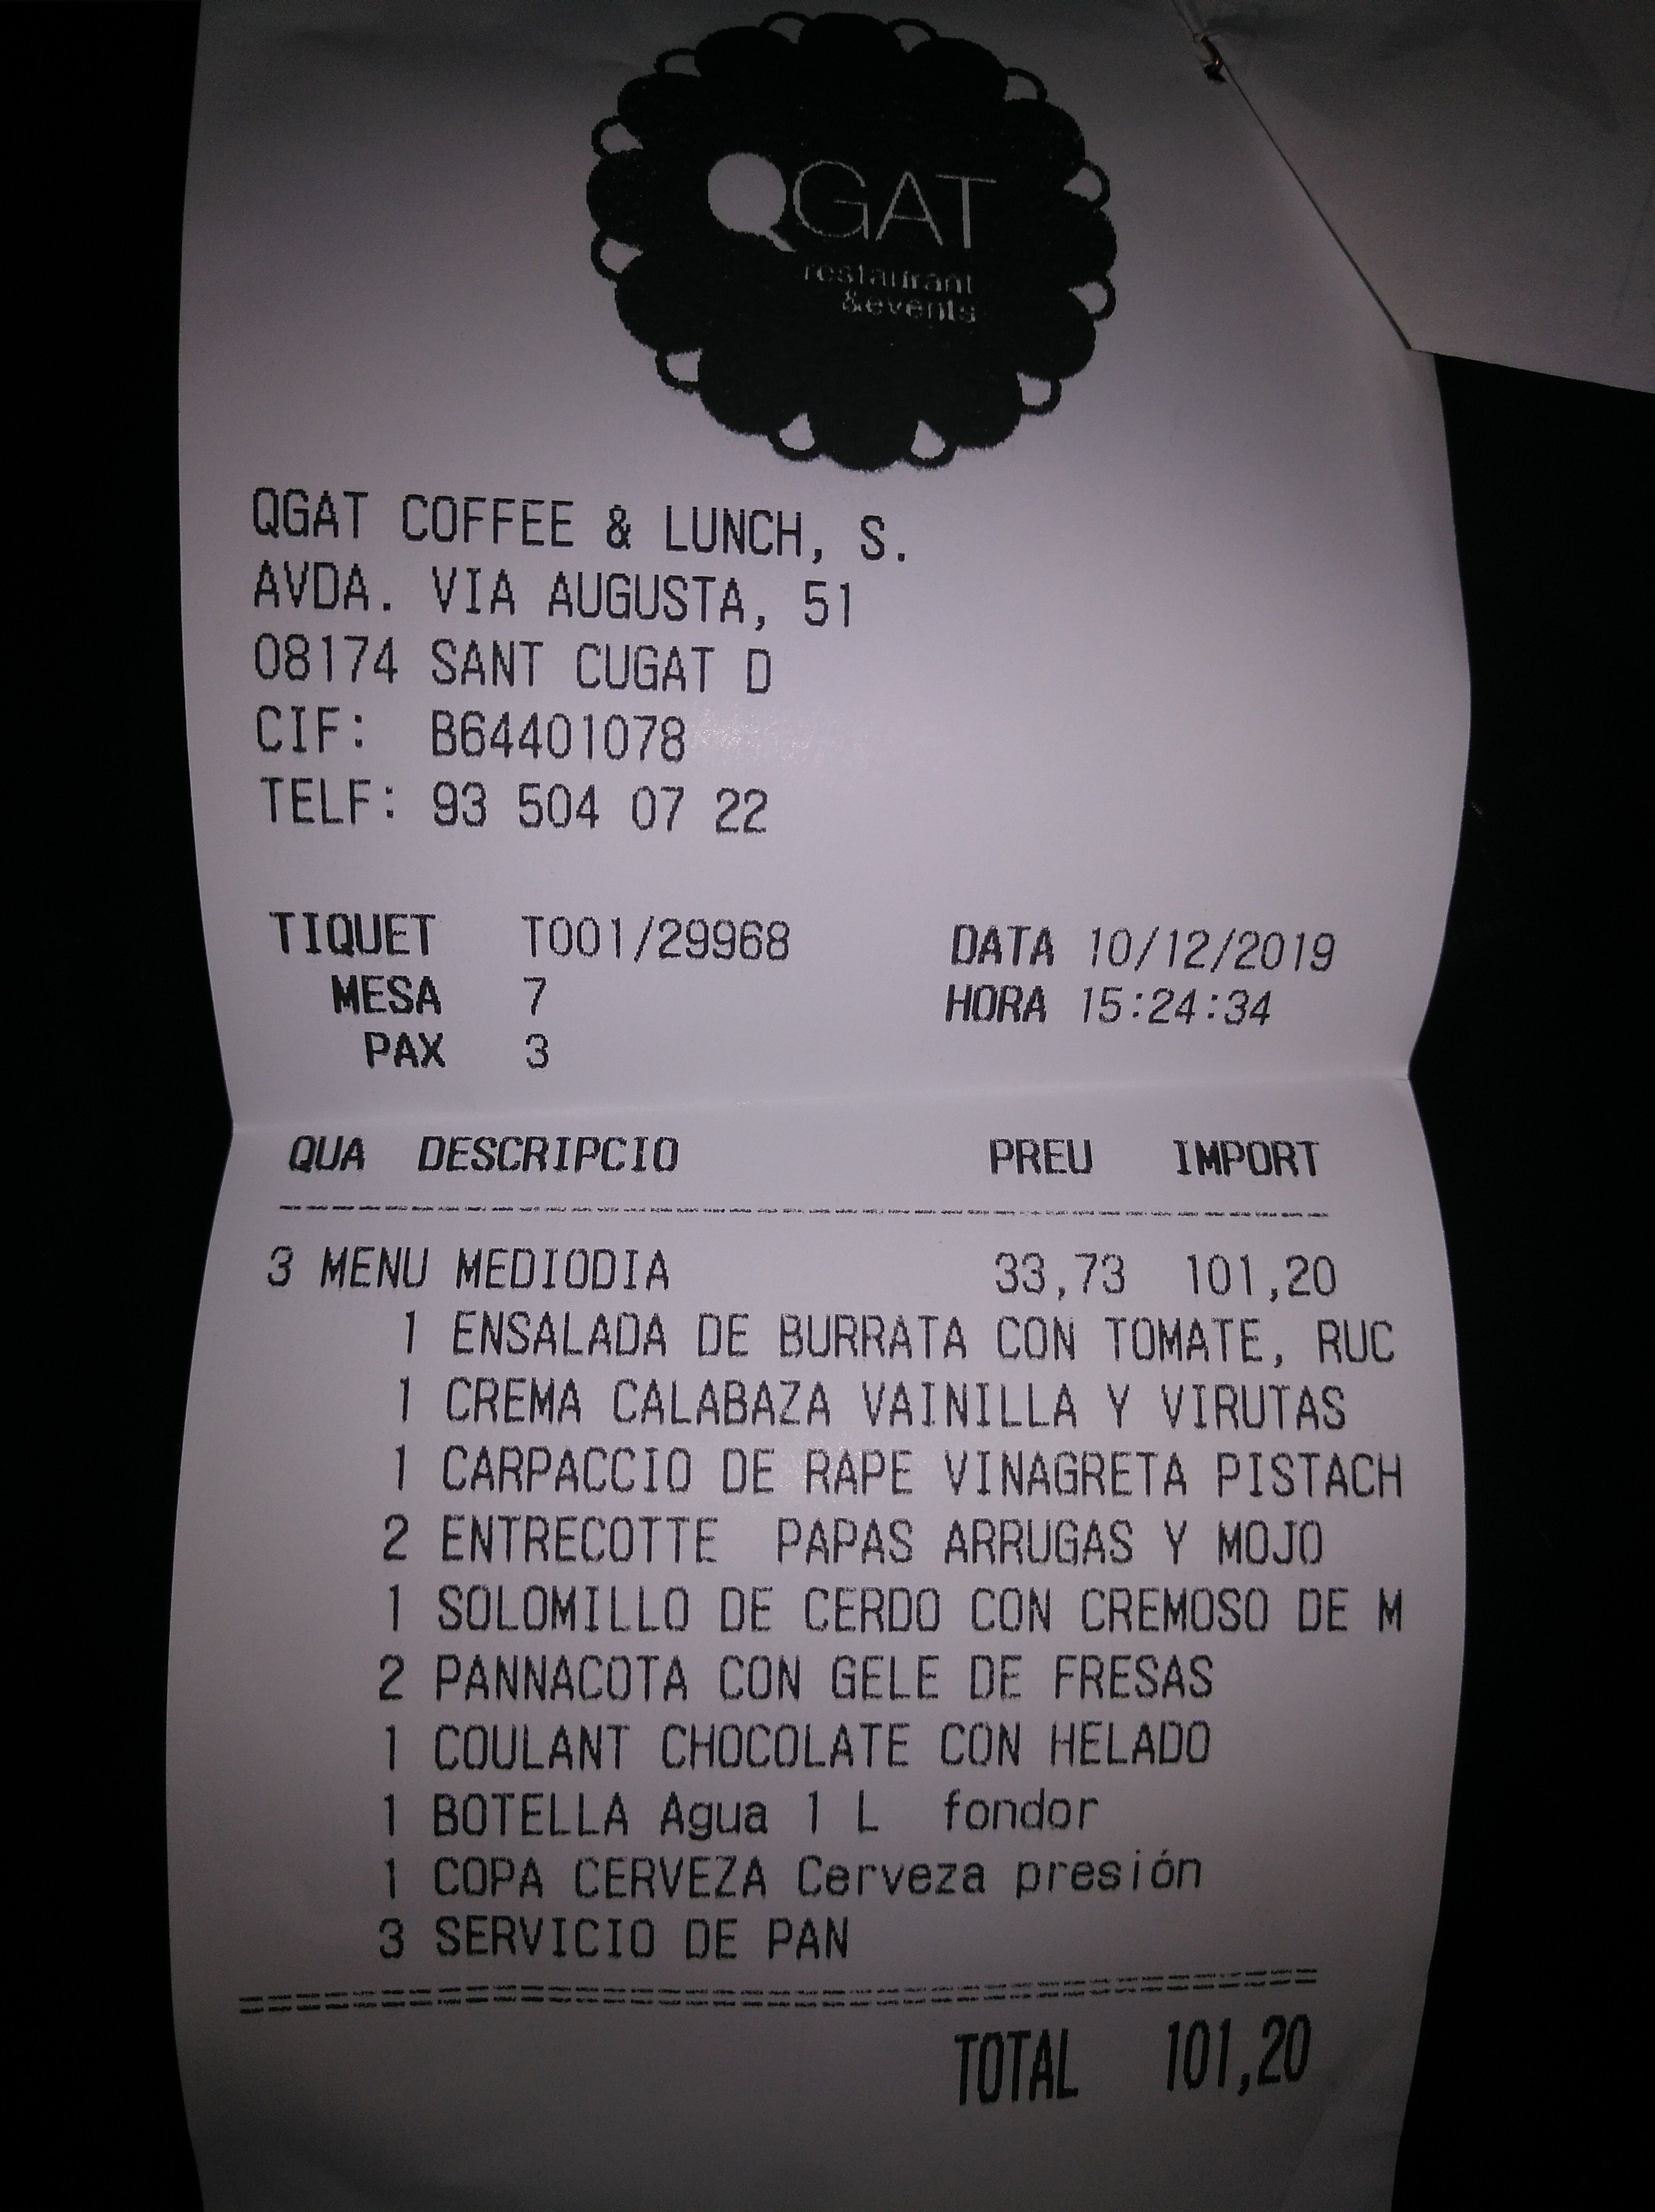 QGAT
restaurant
&events
QGAT COFFEE & LUNCH, S.
AVDA. VIA AUGUSTA, 51
08174 SANT CUGAT D
CIF: B64401078
TELF: 93 504 07 22
TIQUET T001/29968 DATA 10/12/2019
MESA 7 HORA 15:24:34
PAX 3
QUA DESCRIPCIO PREU IMPORT
3 MENU MEDIODIA 33,73 101,20
1 ENSALADA DE BURRATA CON TOMATE, RUC
1 CREMA CALABAZA VAINILLA Y VIRUTAS
1 CARPACCIO DE RAPE VINAGRETA PISTACH
2 ENTRECOTTE PAPAS ARRUGAS Y MOJO
1 SOLOMILLO DE CERDO CON CREMOSO DE M
2 PANNACOTA CON GELE DE FRESAS
1 COULANT CHOCOLATE CON HELADO
1 BOTELLA Agua 1 L fondor
1 COPA CERVEZA Cerveza presión
3 SERVICIO DE PAN
TOTAL 101,20